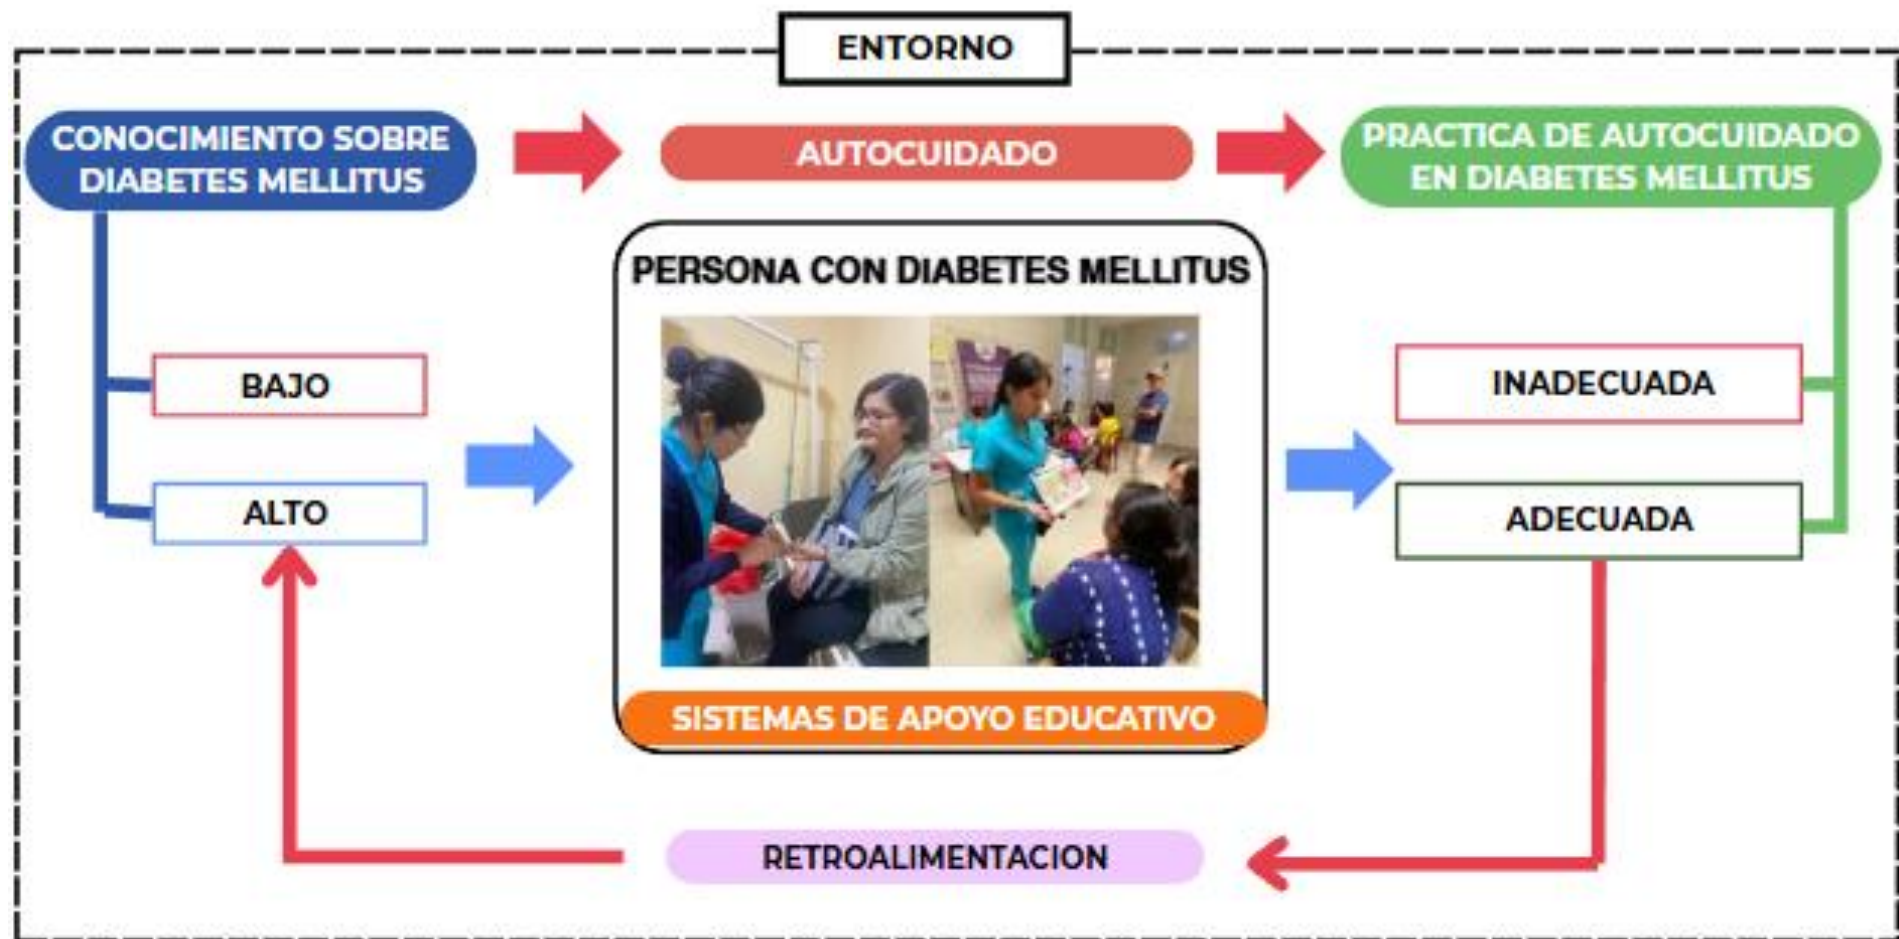 ENTORNO
CONOCIMIENTO SOBRE
DIABETES MELLITUS
AUTOCUIDADO
PRACTICA DE AUTOCUIDADO
EN DIABETES MELLITUS
PERSONA CON DIABETES MELLITUS
BAJO
ALTO
INADECUADA
ADECUADA
SISTEMAS DE APOYO EDUCATIVO
RETROALIMENTACION